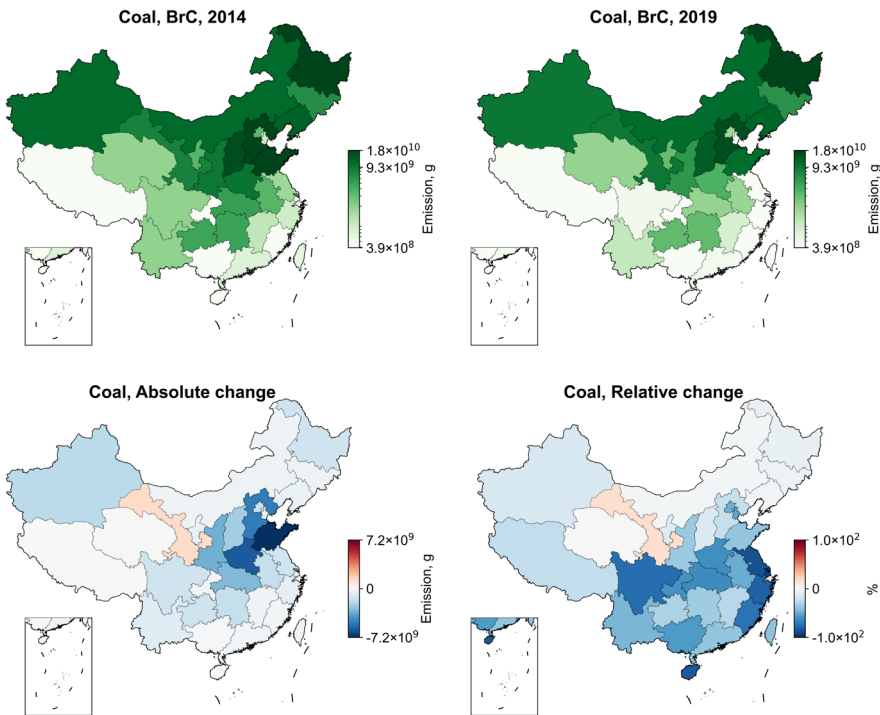 Coal, BrC, 2014
Coal, BrC, 2019
1.8×10¹⁰
9.3×10⁹
3.9×10⁸
Emission, g
1.8×10¹⁰
9.3×10⁹
3.9×10⁸
Emission, g
Coal, Absolute change
Coal, Relative change
7.2×10⁹
0
-7.2×10⁹
Emission, g
1.0×10²
0
-1.0×10²
%